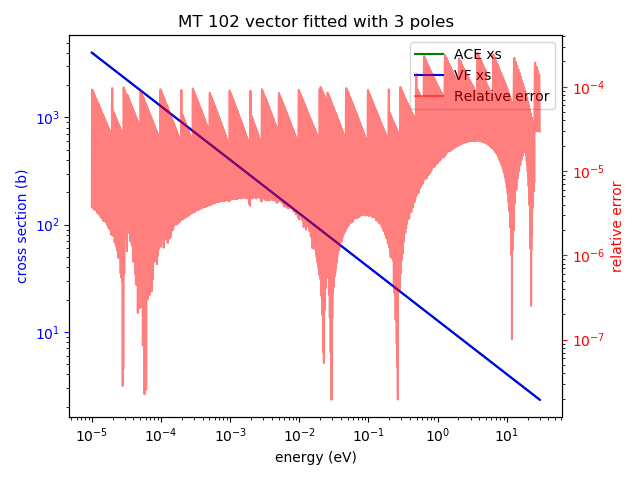 MT 102 vector fitted with 3 poles
ACE xs
VF xs
Relative error
cross section (b)
10³
10²
10¹
10⁻⁴
10⁻⁵
10⁻⁶
10⁻⁷
relative error
10⁻⁵ 10⁻⁴ 10⁻³ 10⁻² 10⁻¹ 10⁰ 10¹
energy (eV)